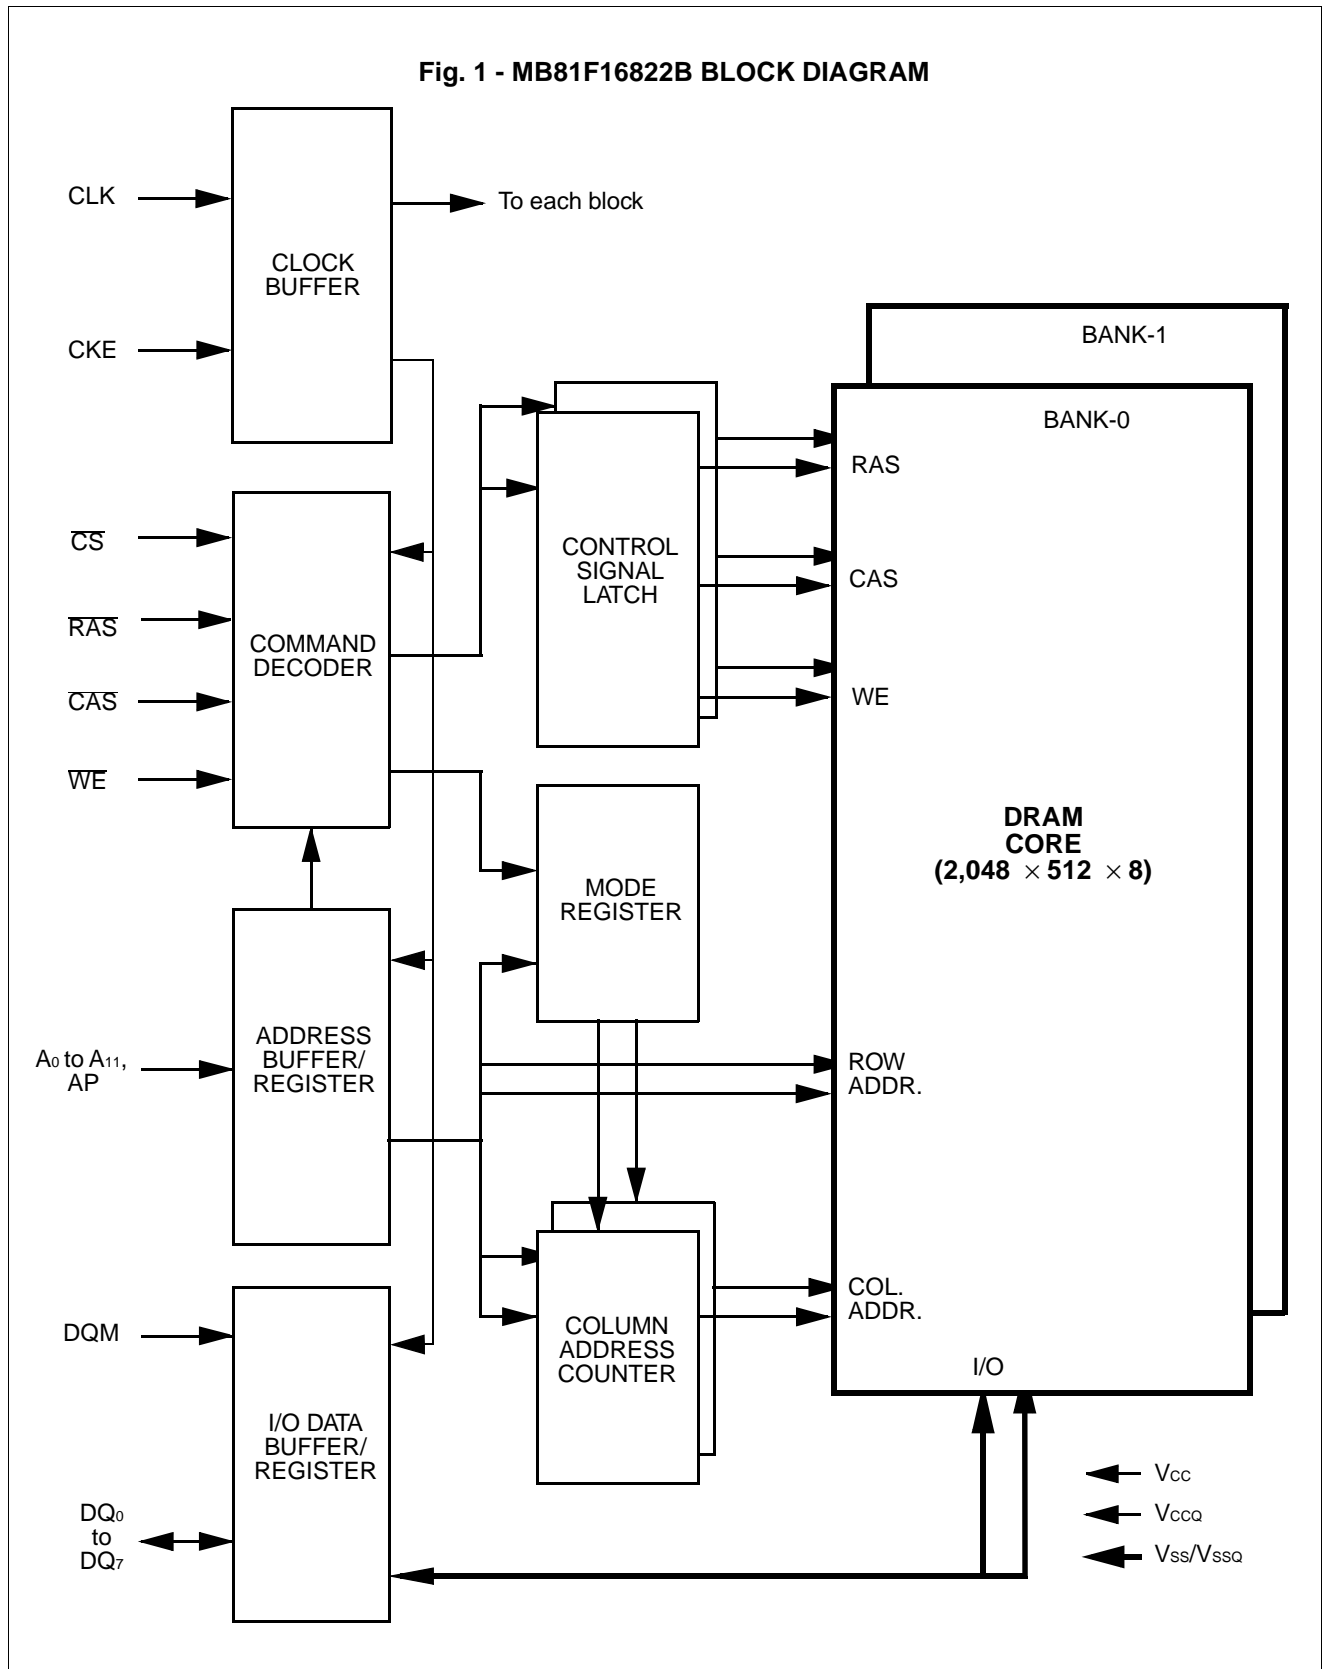 Fig. 1 - MB81F16822B BLOCK DIAGRAM
CLK
CKE
CLOCK
BUFFER
To each block
BANK-1
BANK-0
CS
RAS
CAS
WE
COMMAND
DECODER
CONTROL
SIGNAL
LATCH
RAS
CAS
WE
DRAM
CORE
(2,048 × 512 × 8)
MODE
REGISTER
A0 to A11,
AP
ADDRESS
BUFFER/
REGISTER
ROW
ADDR.
COL.
ADDR.
COLUMN
ADDRESS
COUNTER
DQM
I/O DATA
BUFFER/
REGISTER
DQ0
to
DQ7
I/O
VCC
VCCQ
VSS/VSSQ